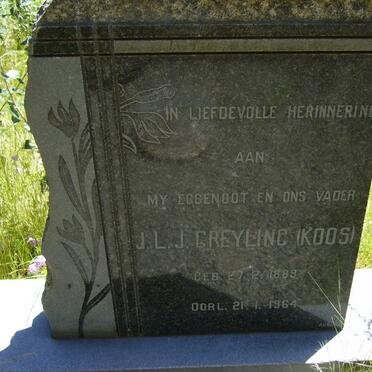 IN LIEFDEVOLLE HERINNERING
AAN
MY EGGENOOT EN ONS VADER
J.L.J. GREYLING (KOOS)
GEB. 27.2.1889
OORL. 21.1.1964